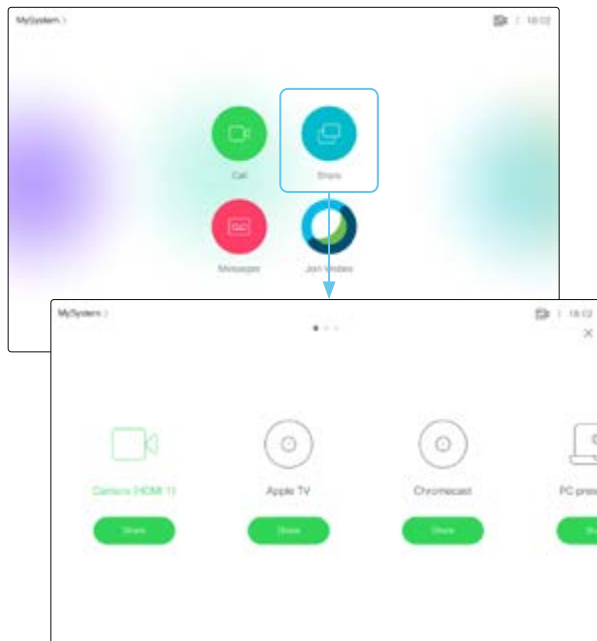 MySystem
18:02
Call
Share
Messages
Join Webex
MySystem
18:02
Camera (HDMI 1)
Apple TV
Chromecast
PC
Share
Share
Share